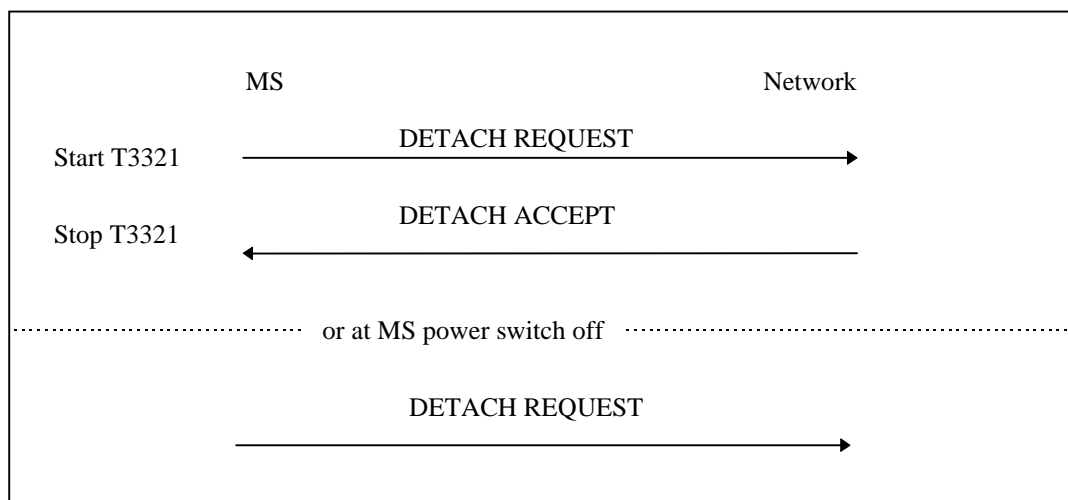 MS Network
Start T3321 DETACH REQUEST
Stop T3321 DETACH ACCEPT
or at MS power switch off
DETACH REQUEST